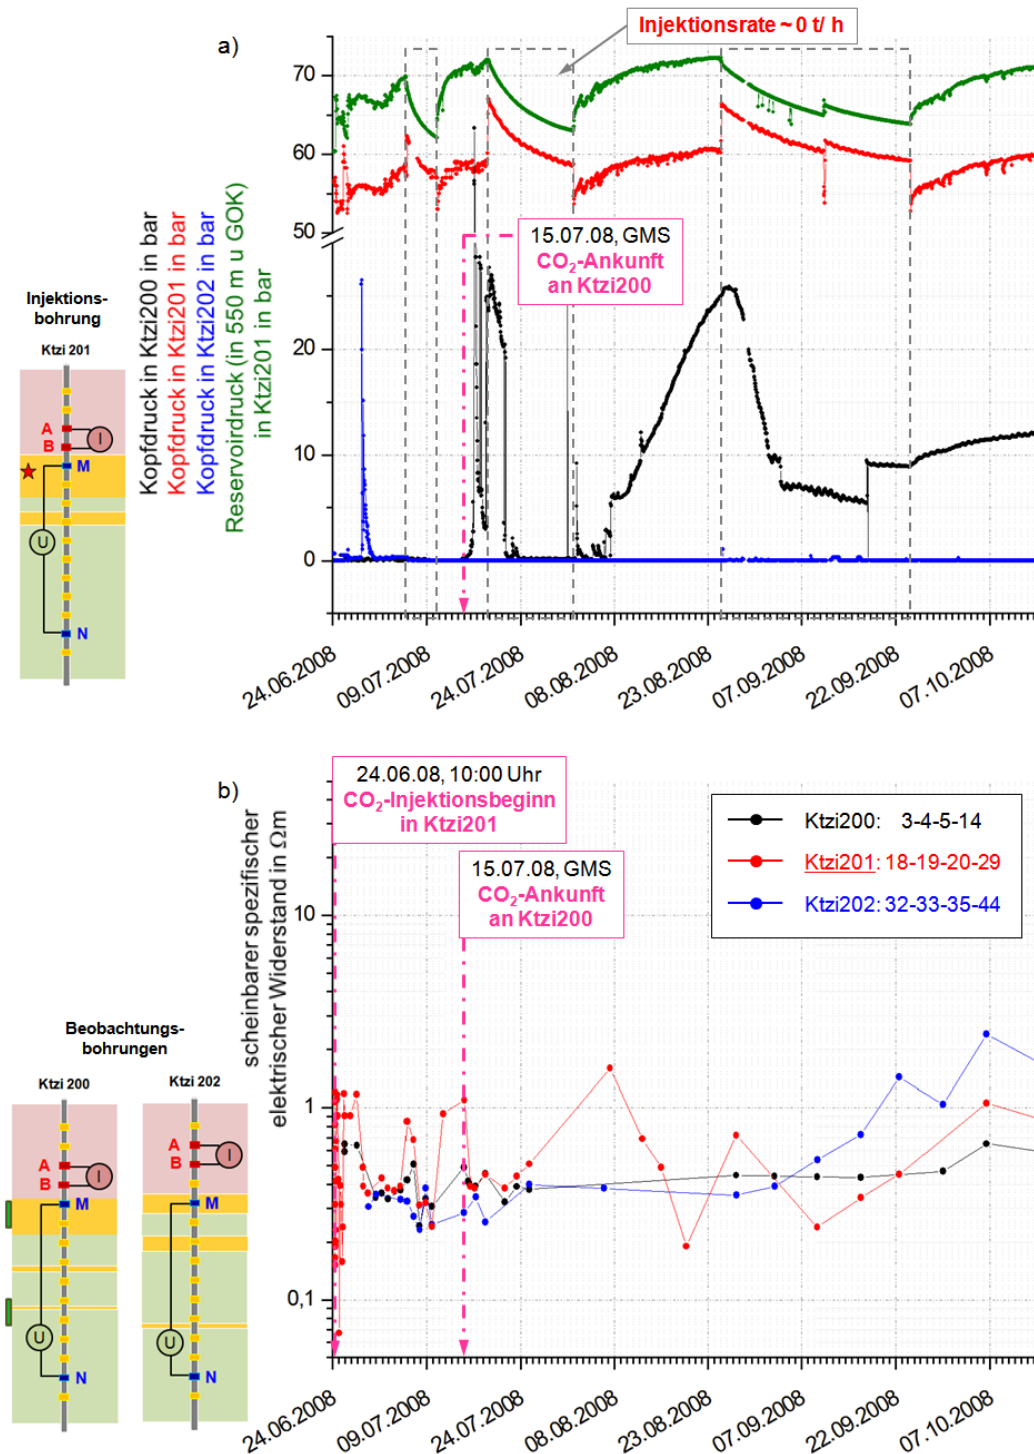 a)
Injektionsrate ~ 0 t/ h
70
60
50
20
10
0
Kopfdruck in Ktzi200 in bar
Kopfdruck in Ktzi201 in bar
Kopfdruck in Ktzi202 in bar
Reservoirdruck (in 550 m u GOK)
in Ktzi201 in bar
15.07.08, GMS
CO₂-Ankunft
an Ktzi200
Injektions-
bohrung
Ktzi 201
A
B
I
M
U
N
24.06.2008
09.07.2008
24.07.2008
08.08.2008
23.08.2008
07.09.2008
22.09.2008
07.10.2008
b)
24.06.08, 10:00 Uhr
CO₂-Injektionsbeginn
in Ktzi201
15.07.08, GMS
CO₂-Ankunft
an Ktzi200
scheinbarer spezifischer
elektrischer Widerstand in Ωm
Ktzi200: 3-4-5-14
Ktzi201: 18-19-20-29
Ktzi202: 32-33-35-44
10
1
0,1
Beobachtungs-
bohrungen
Ktzi 200
Ktzi 202
A
B
I
M
U
N
A
B
I
M
U
N
24.06.2008
09.07.2008
24.07.2008
08.08.2008
23.08.2008
07.09.2008
22.09.2008
07.10.2008